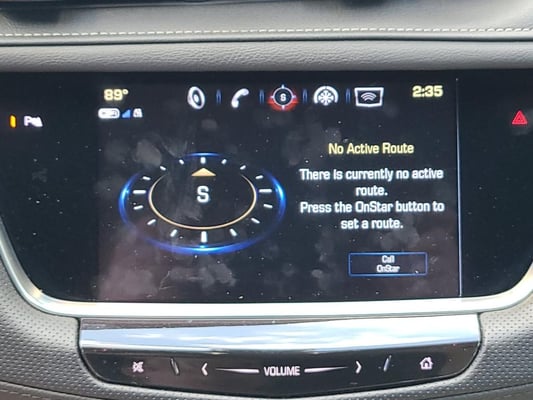 89° 2:35
S
No Active Route
There is currently no active
route.
Press the OnStar button to
set a route.
S
Call
OnStar
VOLUME